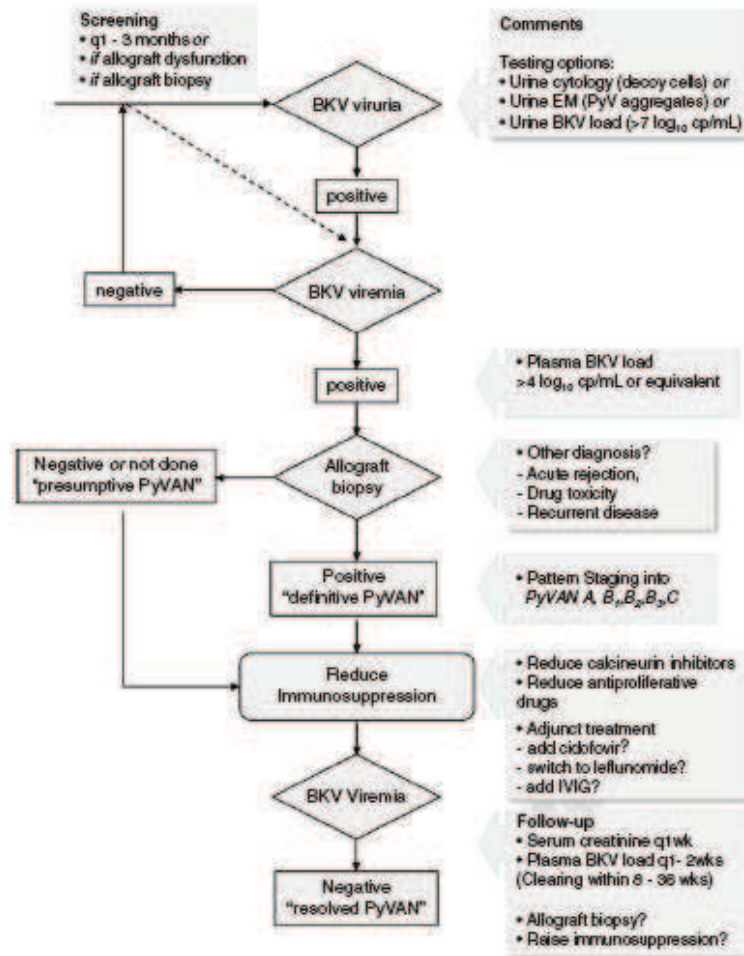 Screening
• q1 - 3 months or
• if allograft dysfunction
• if allograft biopsy
BKV viruria
Comments
Testing options:
• Urine cytology (decoy cells) or
• Urine EM (PyV aggregates) or
• Urine BKV load (>7 log₁₀ cp/mL)
positive
BKV viremia
negative
positive
• Plasma BKV load
>4 log₁₀ cp/mL or equivalent
Negative or not done
"presumptive PyVAN"
Allograft
biopsy
• Other diagnosis?
- Acute rejection,
- Drug toxicity
- Recurrent disease
Positive
"definitive PyVAN"
• Pattern Staging into
PyVAN A, B₁,B₂,B₃,C
Reduce
Immunosuppression
• Reduce calcineurin inhibitors
• Reduce antiproliferative
drugs
• Adjunct treatment
- add cidofovir?
- switch to leflunomide?
- add IVIG?
BKV Viremia
Follow-up
• Serum creatinine q1wk
• Plasma BKV load q1- 2wks
(Clearing within 8 - 36 wks)
• Allograft biopsy?
• Raise immunosuppression?
Negative
"resolved PyVAN"